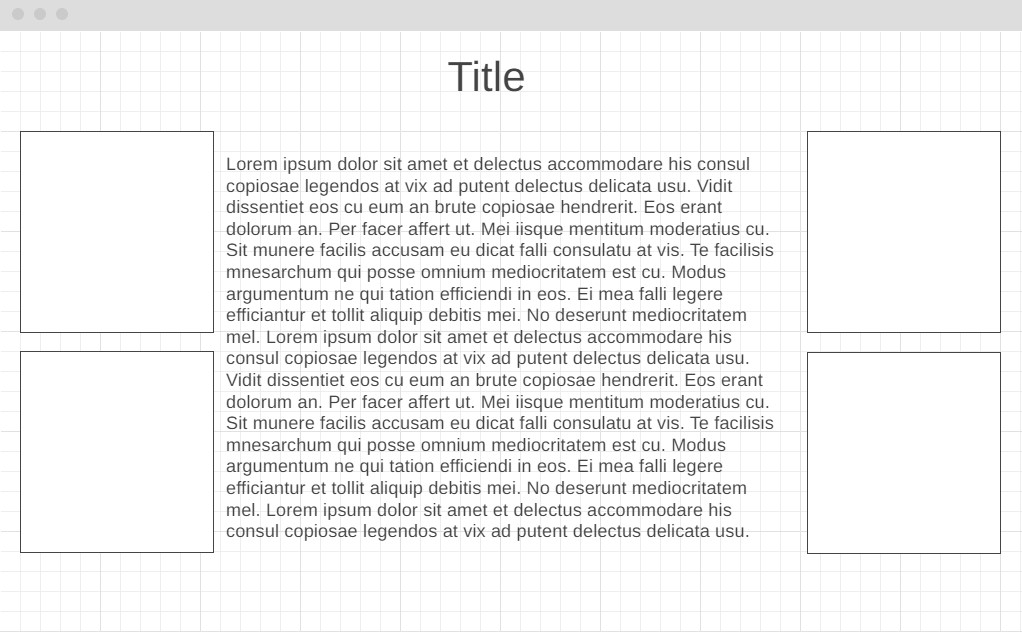 Title
Lorem ipsum dolor sit amet et delectus accommodare his consul
copiosae legendos at vix ad putent delectus delicata usu. Vidit
dissentiet eos cu eum an brute copiosae hendrerit. Eos erant
dolorum an. Per facer affert ut. Mei iisque mentitum moderatius cu.
Sit munere facilis accusam eu dicat falli consulatu at vis. Te facilisis
mnesarchum qui posse omnium mediocritatem est cu. Modus
argumentum ne qui tation efficiendi in eos. Ei mea falli legere
efficiantur et tollit aliquip debitis mei. No deserunt mediocritatem
mel. Lorem ipsum dolor sit amet et delectus accommodare his
consul copiosae legendos at vix ad putent delectus delicata usu.
Vidit dissentiet eos cu eum an brute copiosae hendrerit. Eos erant
dolorum an. Per facer affert ut. Mei iisque mentitum moderatius cu.
Sit munere facilis accusam eu dicat falli consulatu at vis. Te facilisis
mnesarchum qui posse omnium mediocritatem est cu. Modus
argumentum ne qui tation efficiendi in eos. Ei mea falli legere
efficiantur et tollit aliquip debitis mei. No deserunt mediocritatem
mel. Lorem ipsum dolor sit amet et delectus accommodare his
consul copiosae legendos at vix ad putent delectus delicata usu.